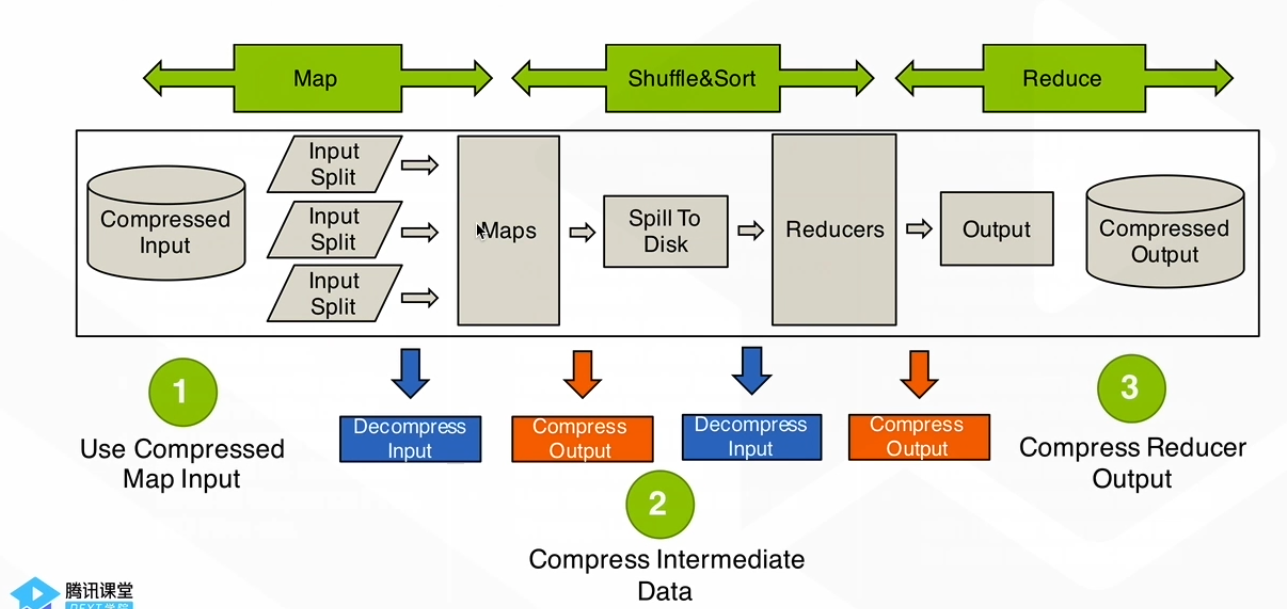 Map
Shuffle&Sort
Reduce
Compressed
Input
Input
Split
Input
Split
Input
Split
Maps
Spill To
Disk
Reducers
Output
Compressed
Output
1
Use Compressed
Map Input
Decompress
Input
Compress
Output
2
Compress Intermediate
Data
Decompress
Input
Compress
Output
3
Compress Reducer
Output
腾讯课堂